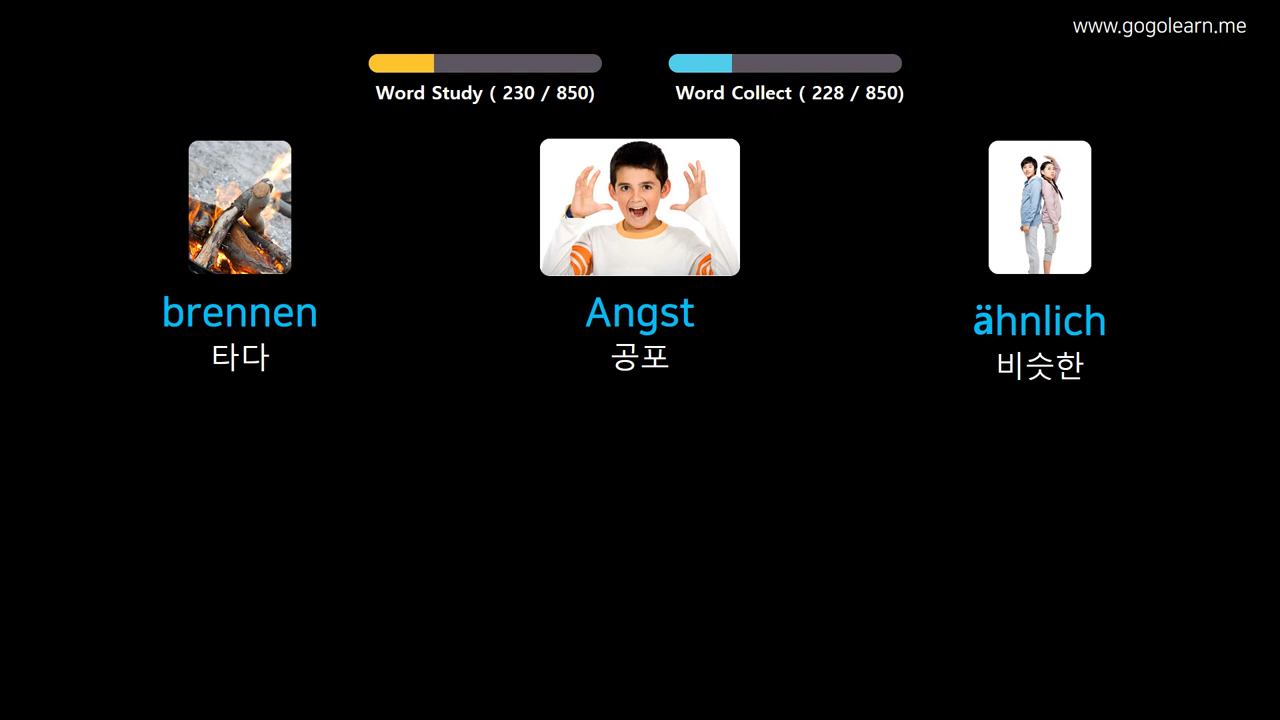 www.gogolearn.me
Word Study ( 230 / 850)
Word Collect ( 228 / 850)
brennen
타다
Angst
공포
ähnlich
비슷한